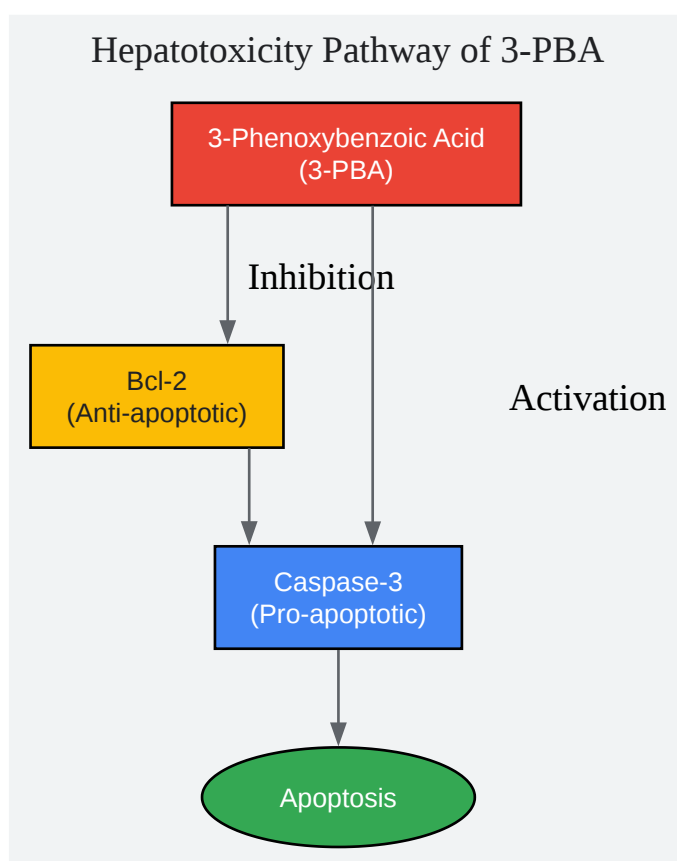 Hepatotoxicity Pathway of 3-PBA
3-Phenoxybenzoic Acid
(3-PBA)
Inhibition
Bcl-2
(Anti-apoptotic)
Activation
Caspase-3
(Pro-apoptotic)
Apoptosis